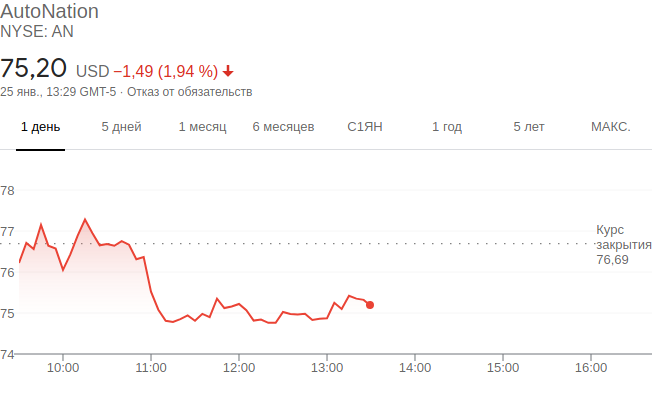 AutoNation
NYSE: AN
75,20 USD −1,49 (1,94 %)
25 янв., 13:29 GMT-5 · Отказ от обязательств
1 день 5 дней 1 месяц 6 месяцев С1ЯН 1 год 5 лет МАКС.
78
77
Курс
закрытия
76,69
76
75
74
10:00 11:00 12:00 13:00 14:00 15:00 16:00